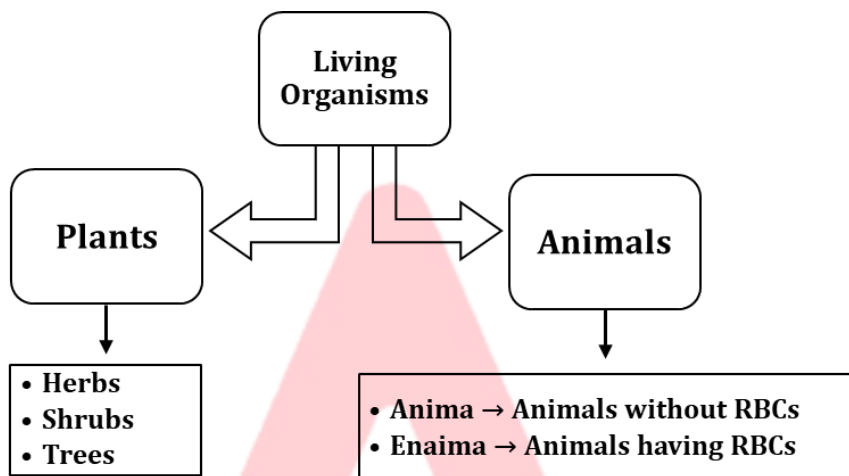 Living
Organisms
Plants
Animals
• Herbs
• Shrubs
• Trees
• Anima → Animals without RBCs
• Enaima → Animals having RBCs